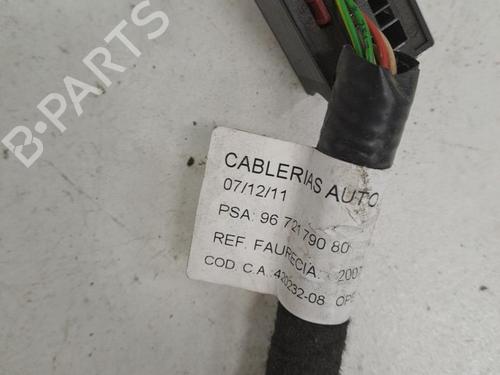 B-PARTS
CABLERIAS AUTO
07/12/11
PSA: 96 721 790 80
REF. FAURECIA:
COD. C.A.: 420232-08